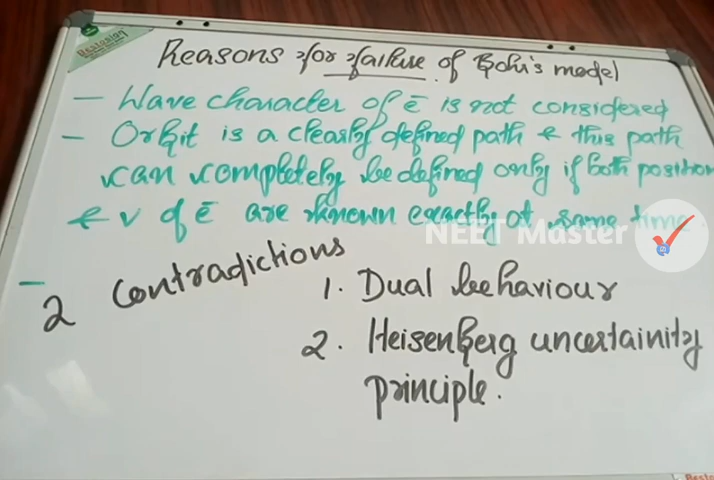 Reasons for failure of Bohr's model
- Wave character of ē is not considered
- Orbit is a clearly defined path & this path
can completely be defined only if both position
& v of ē are known exactly at same time.
NEET Master
- 2 contradictions
1. Dual behaviour
2. Heisenberg uncertainity
principle.